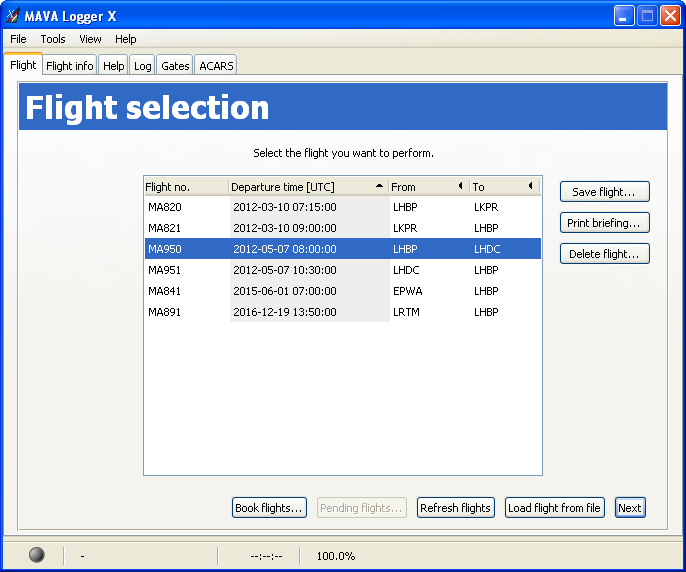 MAVA Logger X
File Tools View Help
Flight Flight info Help Log Gates ACARS
Flight selection
Select the flight you want to perform.
Flight no. Departure time [UTC] From To
MA820 2012-03-10 07:15:00 LHBP LKPR
MA821 2012-03-10 09:00:00 LKPR LHBP
MA950 2012-05-07 08:00:00 LHBP LHDC
MA951 2012-05-07 10:30:00 LHDC LHBP
MA841 2015-06-01 07:00:00 EPWA LHBP
MA891 2016-12-19 13:50:00 LRTM LHBP
Save flight...
Print briefing...
Delete flight...
Book flights... Pending flights... Refresh flights Load flight from file Next
- --:--:-- 100.0%